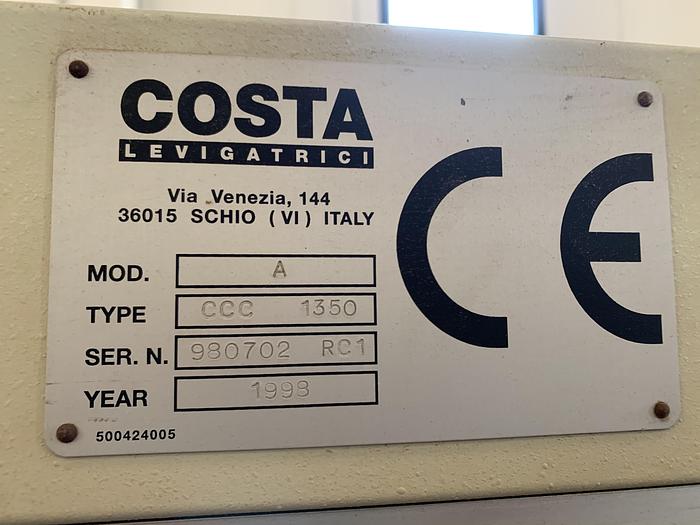 COSTA
LEVIGATRICI
Via Venezia, 144
36015 SCHIO (VI) ITALY
MOD. A
TYPE CCC 1350
SER. N. 980702 RC1
YEAR 1998
500424005
CE